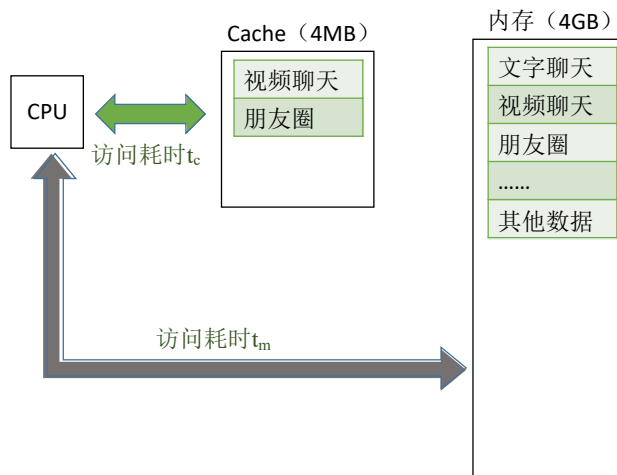 内存（4GB）
Cache（4MB）
文字聊天
视频聊天
朋友圈
……
其他数据
视频聊天
朋友圈
CPU
访问耗时tc
访问耗时tm